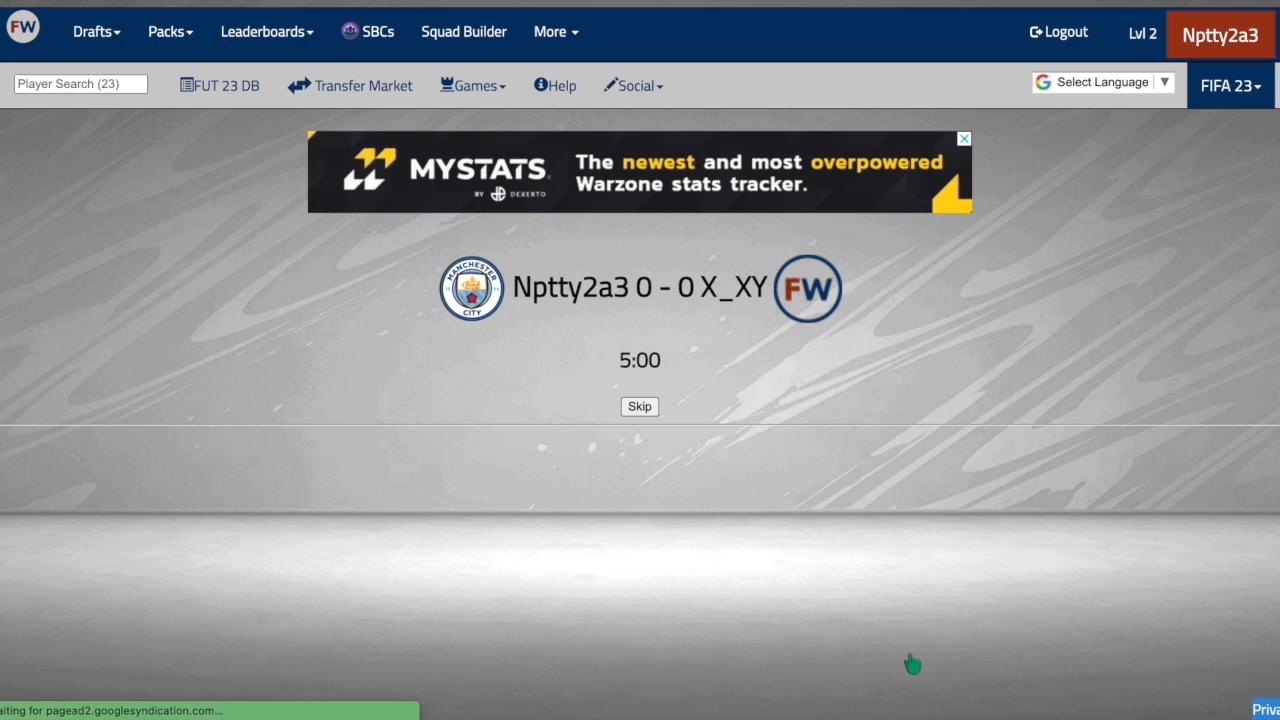 FW
Drafts
Packs
Leaderboards
SBCs
Squad Builder
More
Logout
Lvl 2
Nptty2a3
Player Search (23)
FUT 23 DB
Transfer Market
Games
Help
Social
Select Language
FIFA 23
MYSTATS
BY DEXERTO
The newest and most overpowered
Warzone stats tracker.
MANCHESTER
CITY
Nptty2a3 0 - 0 X_XY
FW
5:00
Skip
aiting for pagead2.googlesyndication.com...
Priva